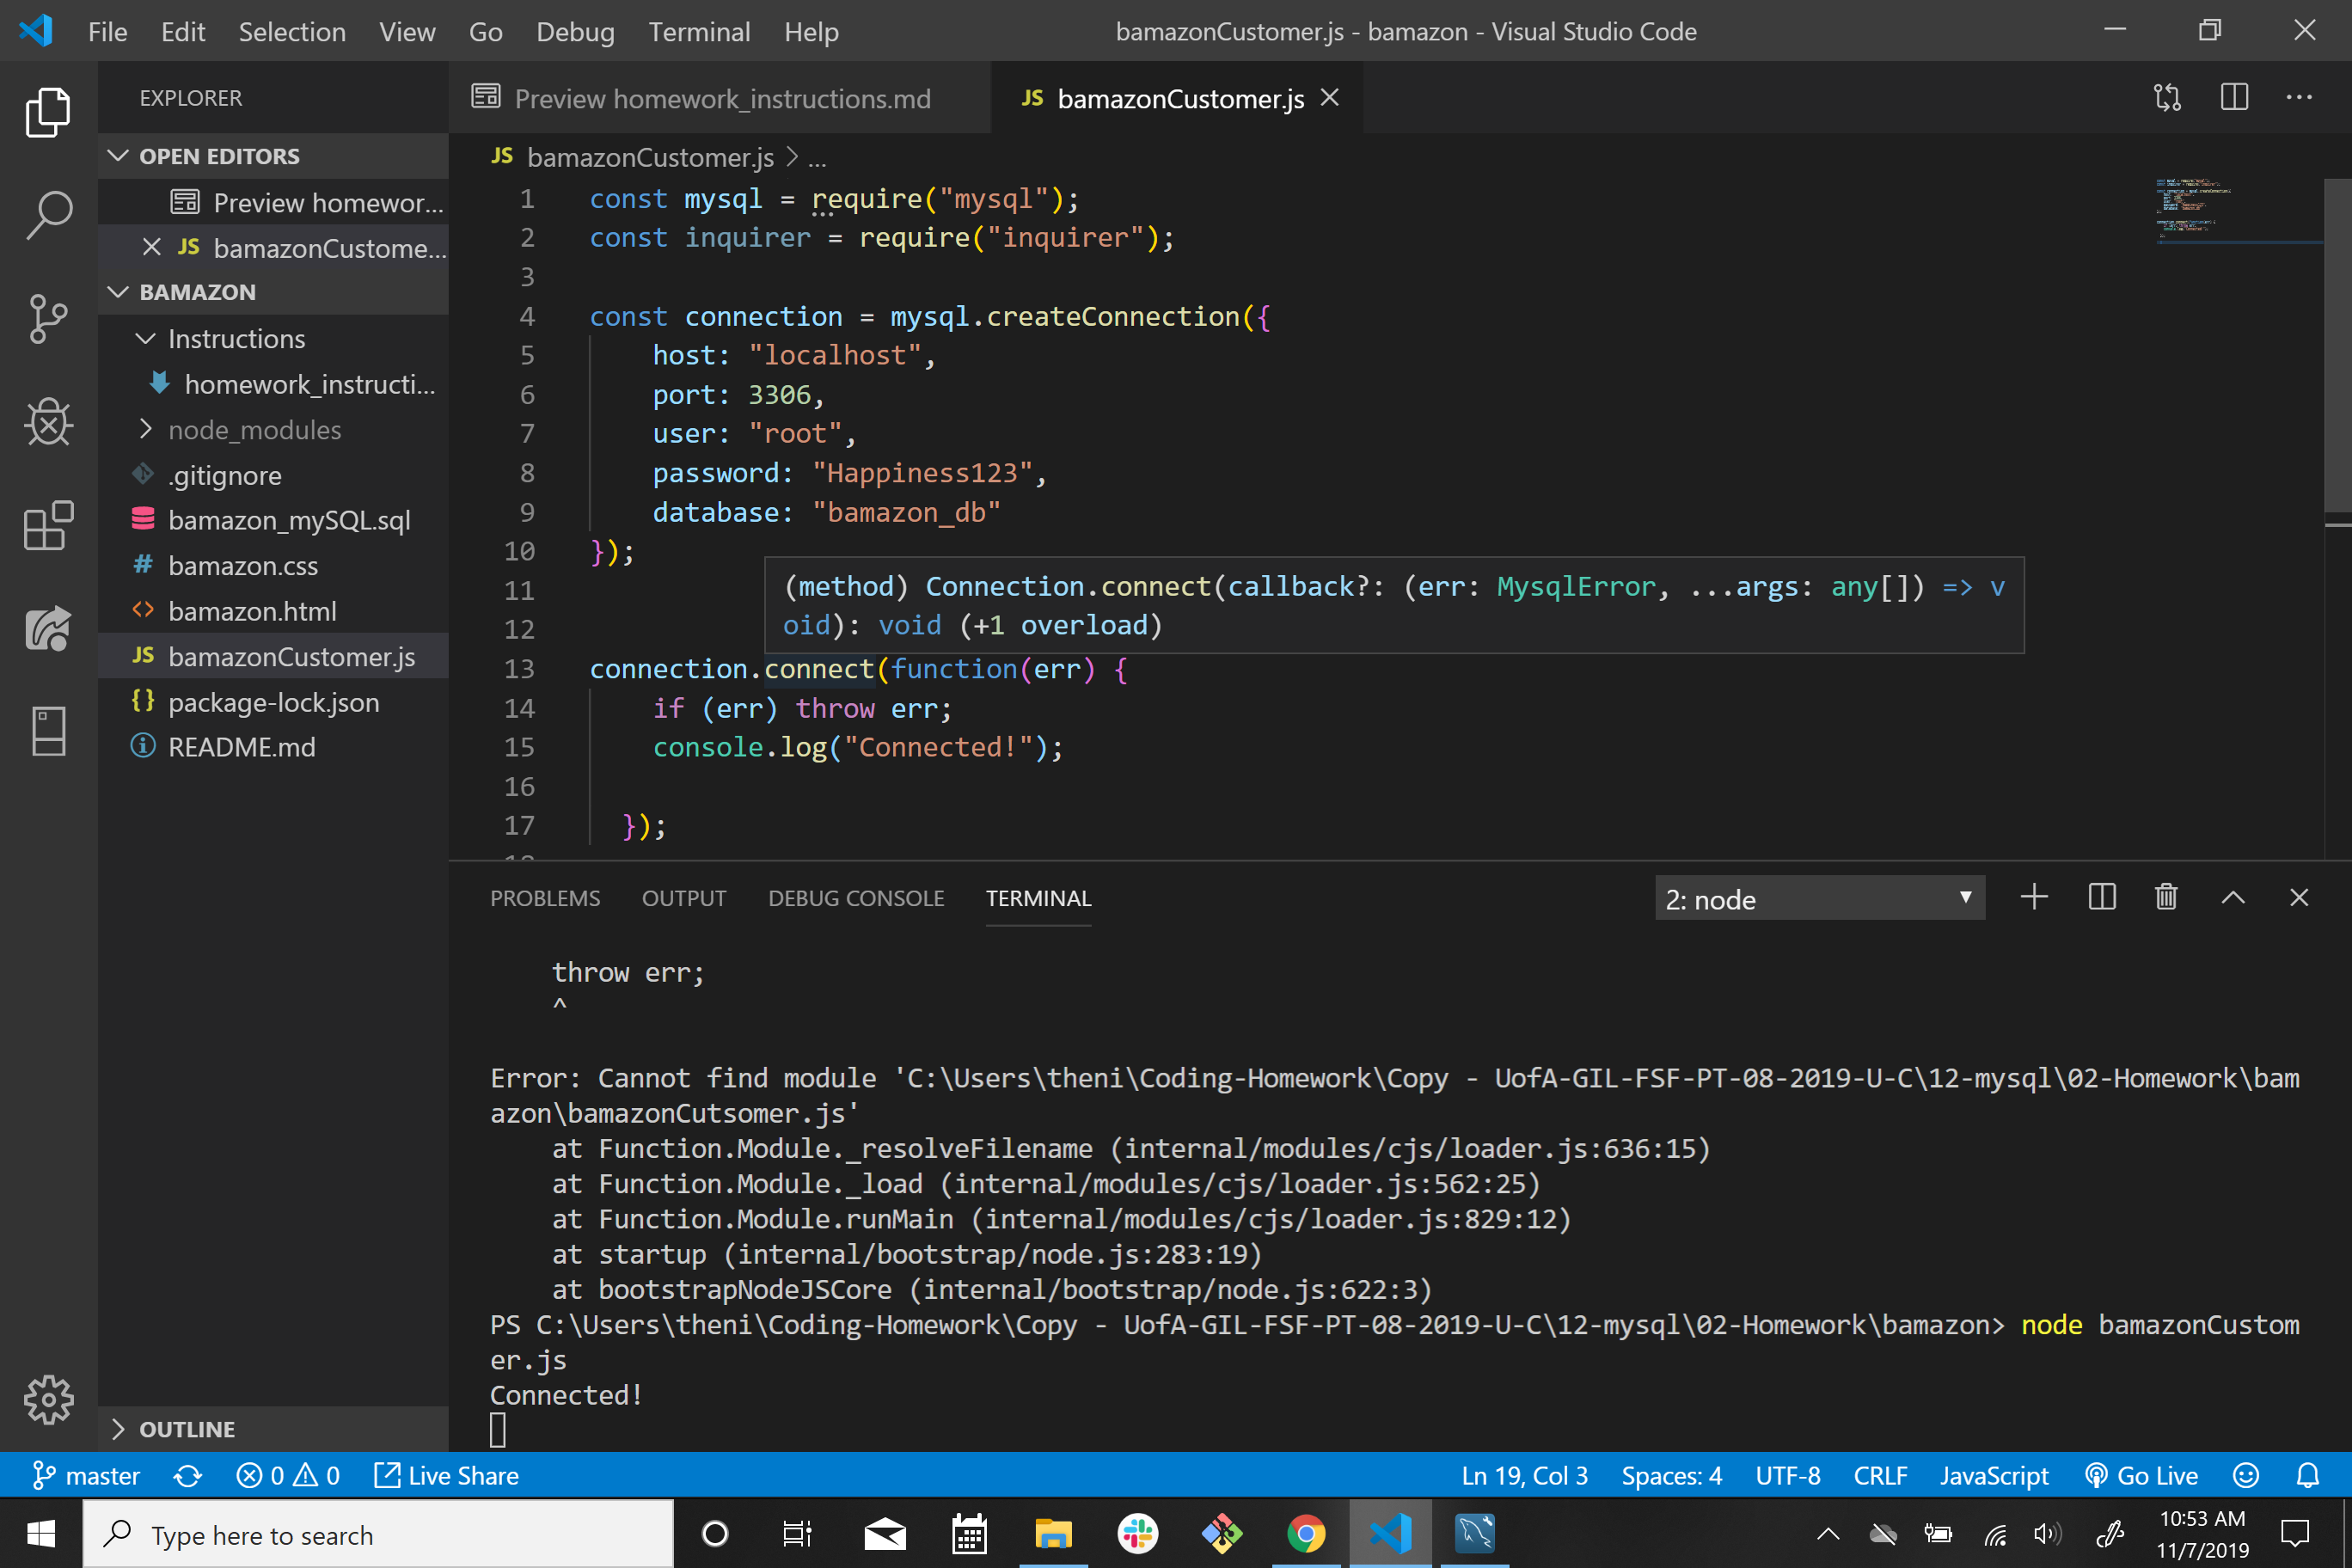 File Edit Selection View Go Debug Terminal Help
bamazonCustomer.js - bamazon - Visual Studio Code
EXPLORER
OPEN EDITORS
Preview homewor...
JS bamazonCustome...
BAMAZON
Instructions
homework_instructi...
node_modules
.gitignore
bamazon_mySQL.sql
# bamazon.css
<> bamazon.html
JS bamazonCustomer.js
{} package-lock.json
README.md
OUTLINE
Preview homework_instructions.md
JS bamazonCustomer.js
JS bamazonCustomer.js > ...
1 const mysql = require("mysql");
2 const inquirer = require("inquirer");
3
4 const connection = mysql.createConnection({
5 host: "localhost",
6 port: 3306,
7 user: "root",
8 password: "Happiness123",
9 database: "bamazon_db"
10 });
11
12
(method) Connection.connect(callback?: (err: MysqlError, ...args: any[]) => v
oid): void (+1 overload)
13 connection.connect(function(err) {
14 if (err) throw err;
15 console.log("Connected!");
16
17 });
PROBLEMS OUTPUT DEBUG CONSOLE TERMINAL
2: node
throw err;
^
Error: Cannot find module 'C:\Users\theni\Coding-Homework\Copy - UofA-GIL-FSF-PT-08-2019-U-C\12-mysql\02-Homework\bam
azon\bamazonCutsomer.js'
at Function.Module._resolveFilename (internal/modules/cjs/loader.js:636:15)
at Function.Module._load (internal/modules/cjs/loader.js:562:25)
at Function.Module.runMain (internal/modules/cjs/loader.js:829:12)
at startup (internal/bootstrap/node.js:283:19)
at bootstrapNodeJSCore (internal/bootstrap/node.js:622:3)
PS C:\Users\theni\Coding-Homework\Copy - UofA-GIL-FSF-PT-08-2019-U-C\12-mysql\02-Homework\bamazon> node bamazonCustom
er.js
Connected!
master 0 0 Live Share
Ln 19, Col 3 Spaces: 4 UTF-8 CRLF JavaScript Go Live
Type here to search
10:53 AM
11/7/2019